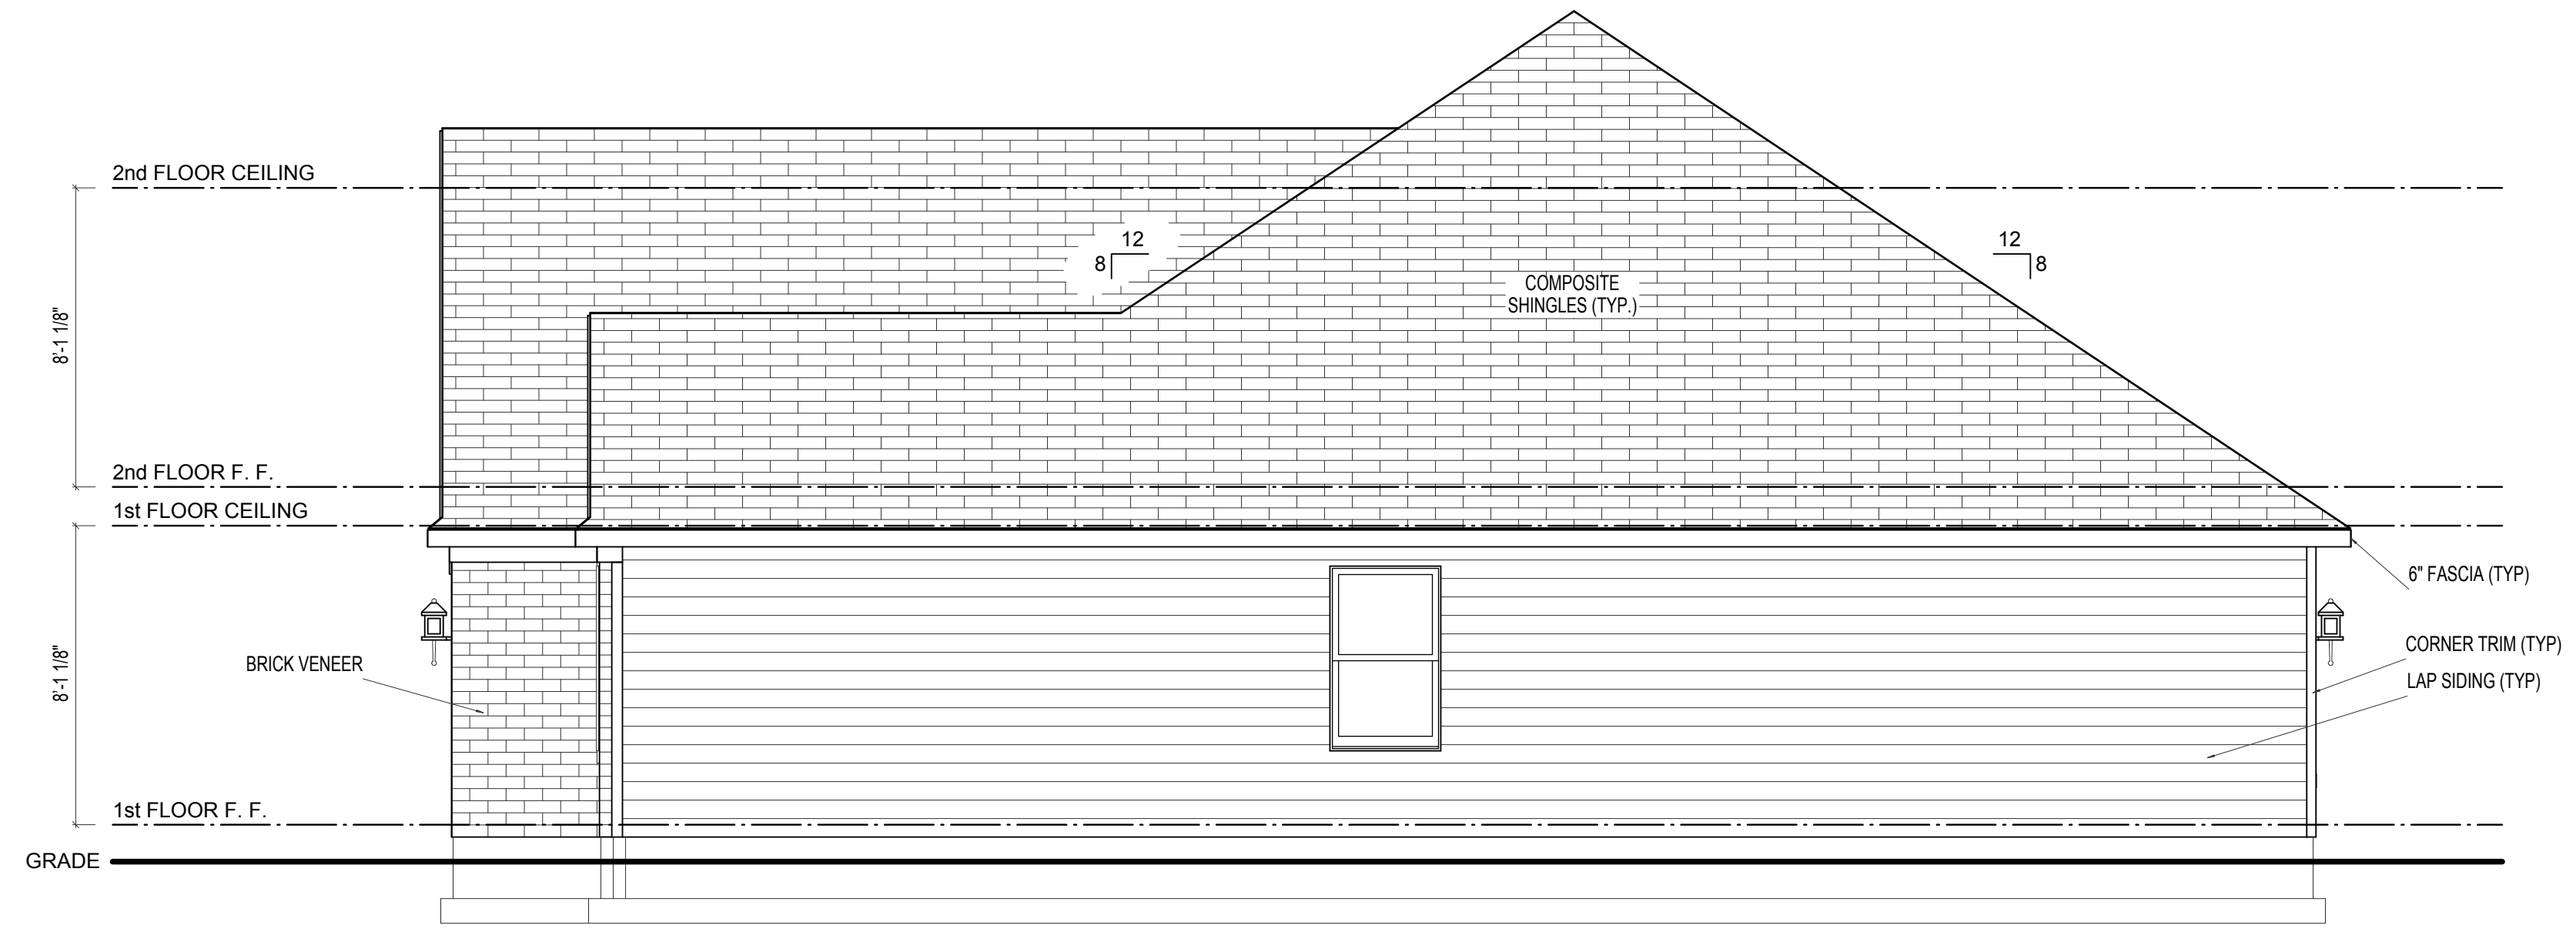 2nd FLOOR CEILING
12
8
12
8
COMPOSITE
SHINGLES (TYP.)
8'-1 1/8"
2nd FLOOR F. F.
1st FLOOR CEILING
6" FASCIA (TYP)
CORNER TRIM (TYP)
BRICK VENEER
8'-1 1/8"
LAP SIDING (TYP)
1st FLOOR F. F.
GRADE